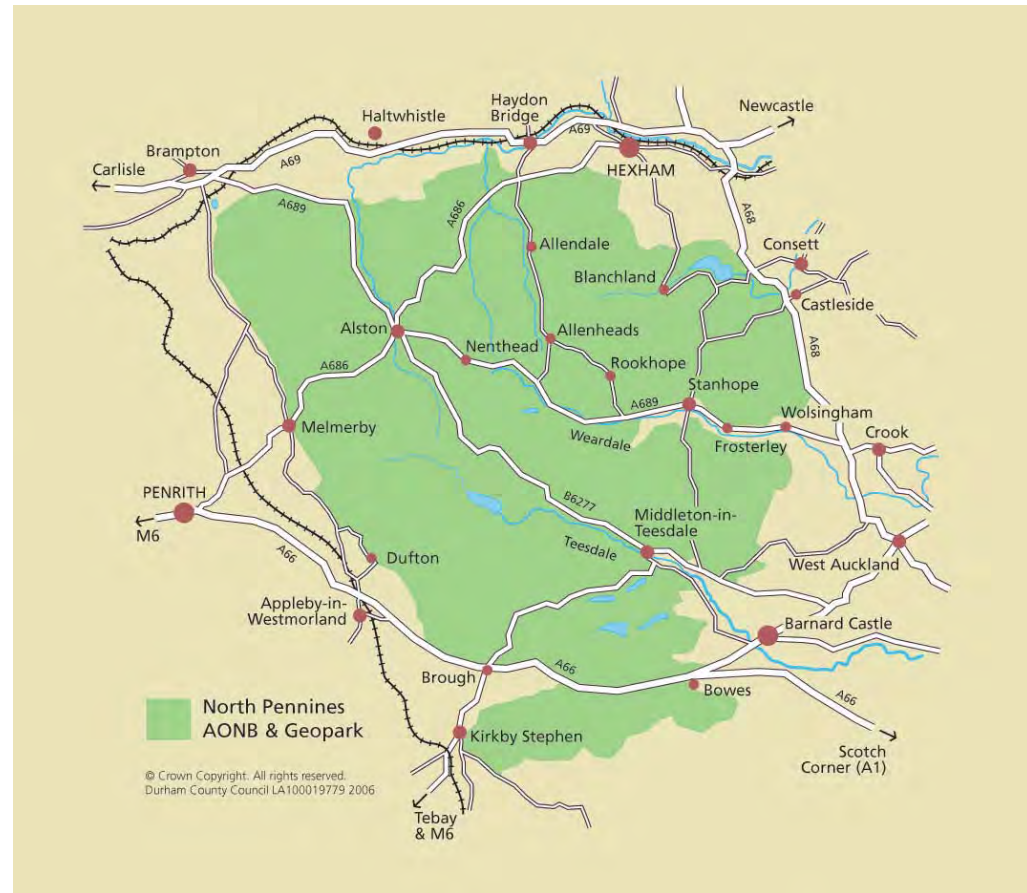 Haydon
Bridge
Newcastle
Haltwhistle
A69
Brampton
HEXHAM
Carlisle
A69
A689
A686
A68
Consett
Allendale
Blanchland
Castleside
Alston
Allenheads
Nenthead
Rookhope
A68
A686
Stanhope
A689
Wolsingham
Melmerby
Weardale
Frosterley
Crook
PENRITH
B6277
Middleton-in-
Teesdale
M6
A66
Teesdale
Dufton
West Auckland
Appleby-in-
Westmorland
Barnard Castle
Brough
A66
Bowes
A66
North Pennines
AONB & Geopark
Kirkby Stephen
Scotch
Corner (A1)
© Crown Copyright. All rights reserved.
Durham County Council LA100019779 2006
Tebay
& M6